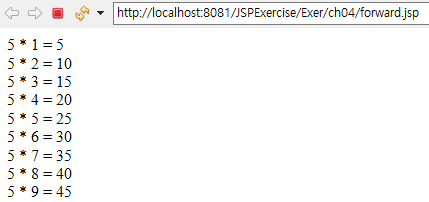 http://localhost:8081/JSPExercise/Exer/ch04/forward.jsp
5 * 1 = 5
5 * 2 = 10
5 * 3 = 15
5 * 4 = 20
5 * 5 = 25
5 * 6 = 30
5 * 7 = 35
5 * 8 = 40
5 * 9 = 45